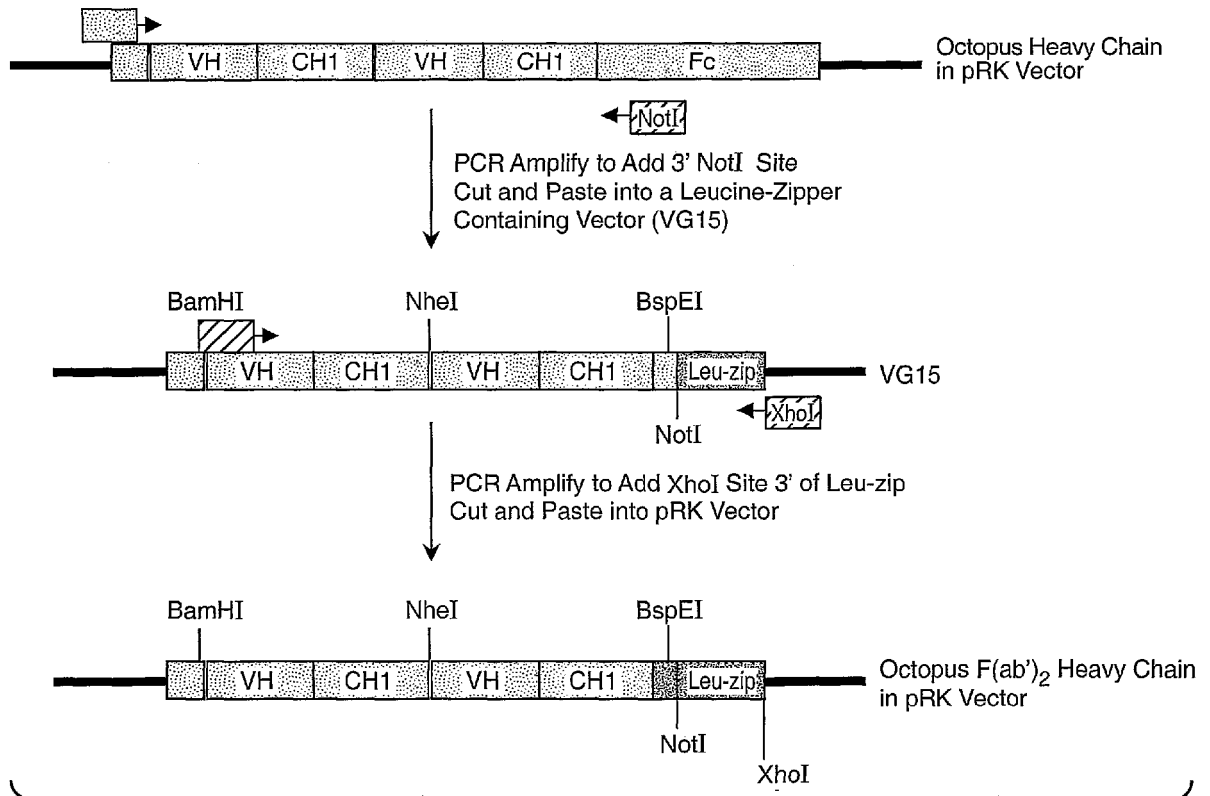 VH CH1 VH CH1 Fc
Octopus Heavy Chain
in pRK Vector
NotI
PCR Amplify to Add 3' NotI Site
Cut and Paste into a Leucine-Zipper
Containing Vector (VG15)
BamHI NheI BspEI
VH CH1 VH CH1 Leu-zip
VG15
XhoI
NotI
PCR Amplify to Add XhoI Site 3' of Leu-zip
Cut and Paste into pRK Vector
BamHI NheI BspEI
VH CH1 VH CH1 Leu-zip
Octopus F(ab')2 Heavy Chain
in pRK Vector
NotI
XhoI